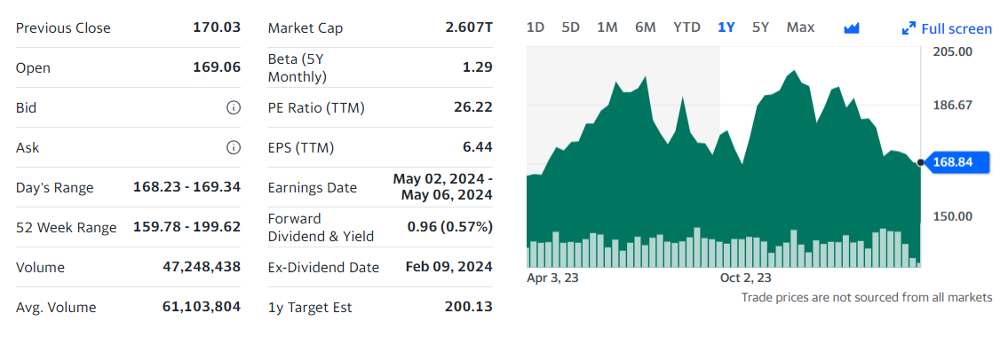 Previous Close 170.03
Open 169.06
Bid
Ask
Day's Range 168.23 - 169.34
52 Week Range 159.78 - 199.62
Volume 47,248,438
Avg. Volume 61,103,804
Market Cap 2.607T
Beta (5Y
Monthly) 1.29
PE Ratio (TTM) 26.22
EPS (TTM) 6.44
Earnings Date May 02, 2024 -
May 06, 2024
Forward
Dividend & Yield 0.96 (0.57%)
Ex-Dividend Date Feb 09, 2024
1y Target Est 200.13
1D 5D 1M 6M YTD 1Y 5Y Max Full screen
205.00
186.67
168.84
150.00
Apr 3, 23 Oct 2, 23
Trade prices are not sourced from all markets